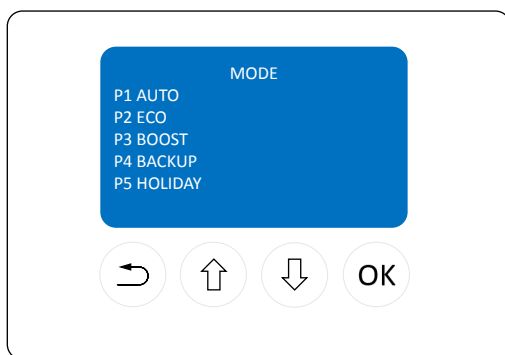 MODE
P1 AUTO
P2 ECO
P3 BOOST
P4 BACKUP
P5 HOLIDAY
OK